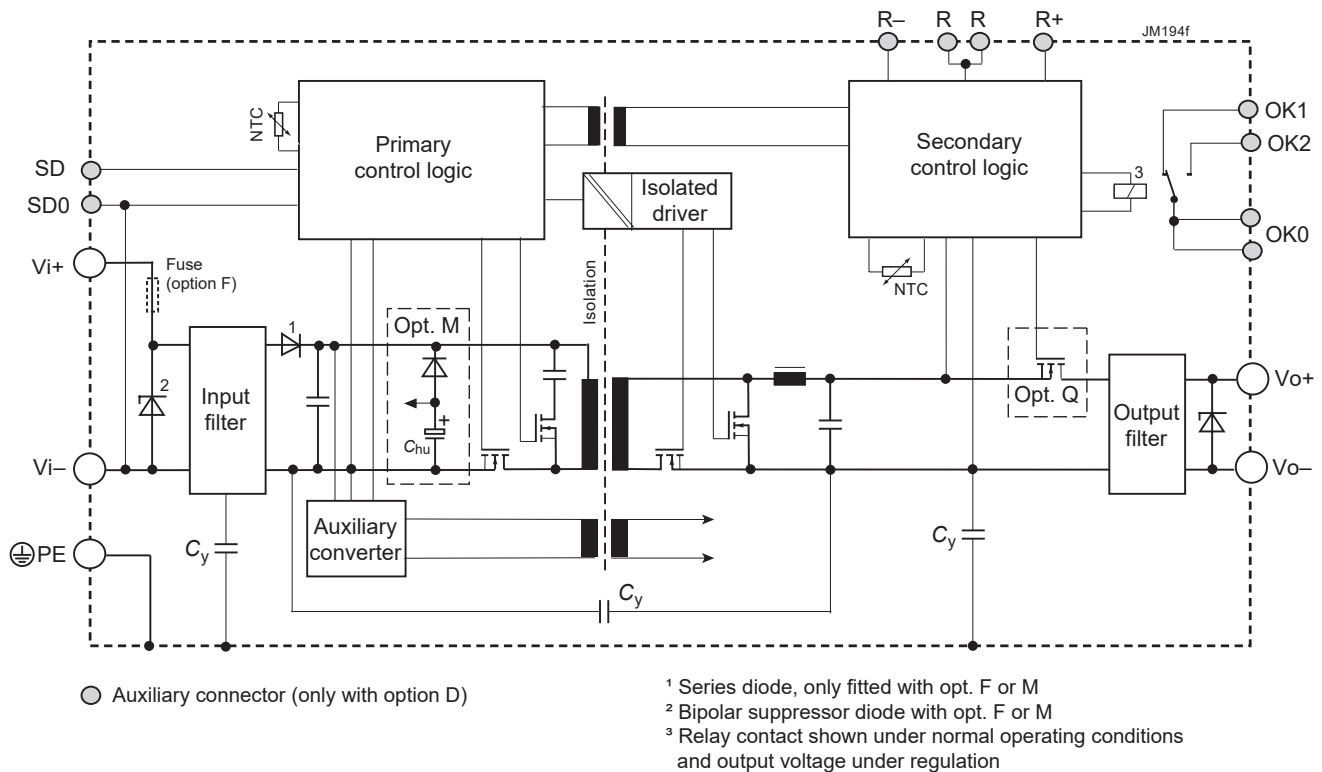 R– R R R+
JM194f
OK1
OK2
OK0
NTC
Primary
control logic
Secondary
control logic
3
SD
SD0
Isolated
driver
Vi+
Fuse
(option F)
NTC
Isolation
1
Opt. M
2
Input
filter
+
Chu
Opt. Q
Output
filter
Vo+
Vi–
Vo–
Auxiliary
converter
Cy
Cy
PE
Cy
Auxiliary connector (only with option D)
¹ Series diode, only fitted with opt. F or M
² Bipolar suppressor diode with opt. F or M
³ Relay contact shown under normal operating conditions
and output voltage under regulation